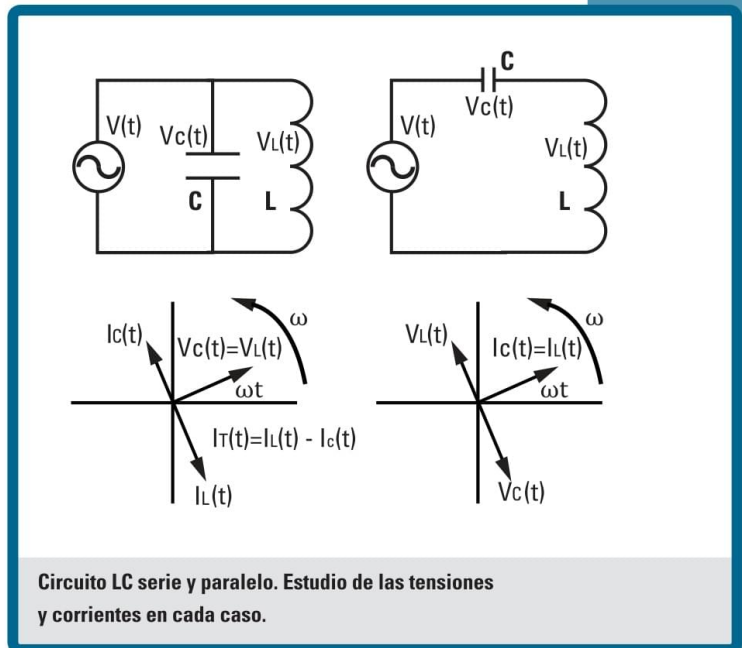 C
V(t)
Vc(t)
VL(t)
C
L
V(t)
Vc(t)
VL(t)
L
Ic(t)
Vc(t)=VL(t)
ω
ωt
IT(t)=IL(t) - Ic(t)
IL(t)
VL(t)
Ic(t)=IL(t)
ω
ωt
Vc(t)
Circuito LC serie y paralelo. Estudio de las tensiones
y corrientes en cada caso.